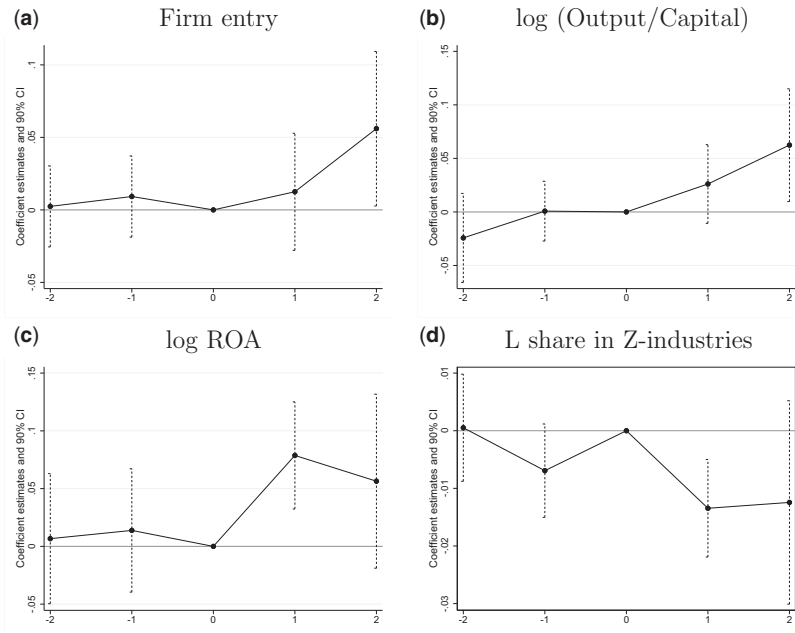 (a) Firm entry
Coefficient estimates and 90% CI
.1
.05
0
-.05
-2 -1 0 1 2
(b) log (Output/Capital)
Coefficient estimates and 90% CI
.15
.1
.05
0
-.05
-2 -1 0 1 2
(c) log ROA
Coefficient estimates and 90% CI
.15
.1
.05
0
-.05
-2 -1 0 1 2
(d) L share in Z-industries
Coefficient estimates and 90% CI
.01
0
-.01
-.02
-.03
-2 -1 0 1 2